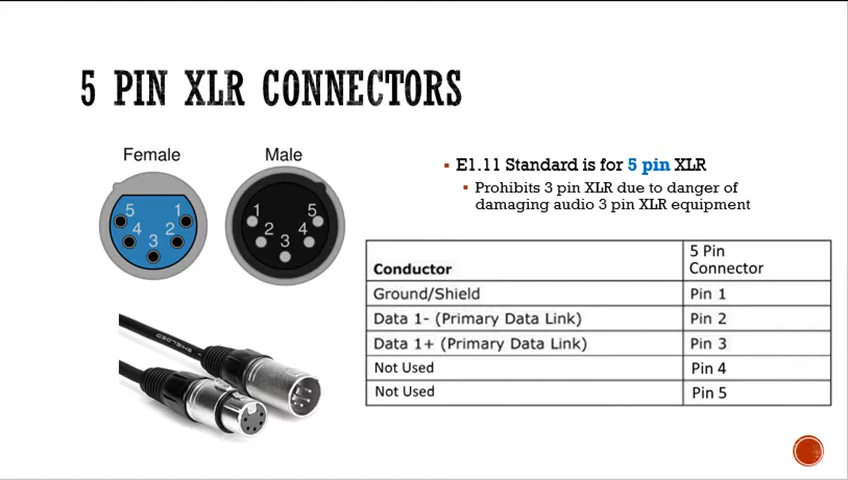 5 PIN XLR CONNECTORS
Female
Male
5 1
4 2
3
1 5
2 4
3
E1.11 Standard is for 5 pin XLR
Prohibits 3 pin XLR due to danger of
damaging audio 3 pin XLR equipment
Conductor 5 Pin
Connector
Ground/Shield Pin 1
Data 1- (Primary Data Link) Pin 2
Data 1+ (Primary Data Link) Pin 3
Not Used Pin 4
Not Used Pin 5
SHIELDED